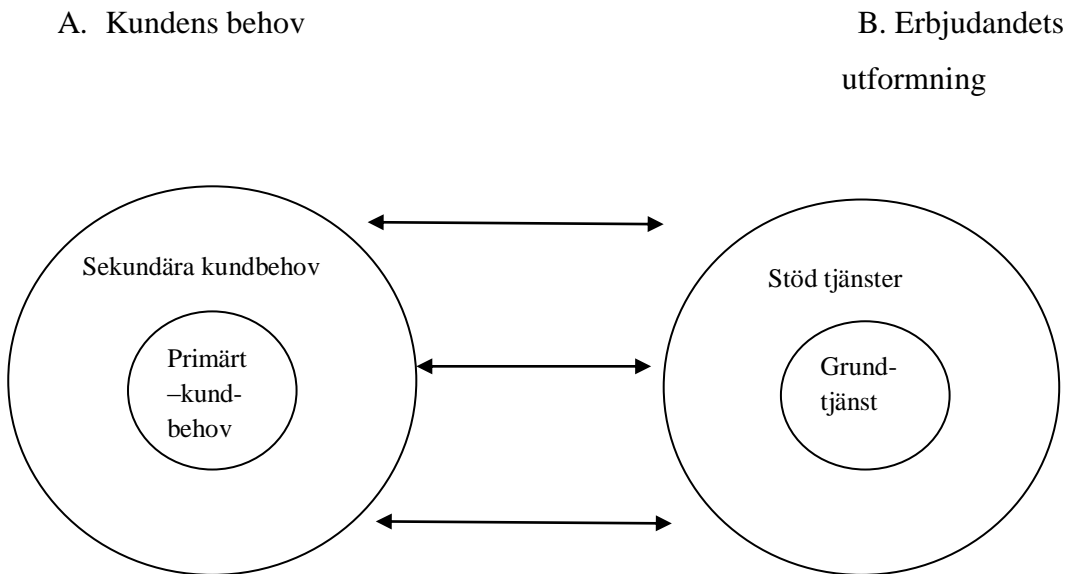 A. Kundens behov
B. Erbjudandets
utformning
Sekundära kundbehov
Primärt
–kund-
behov
Stöd tjänster
Grund-
tjänst